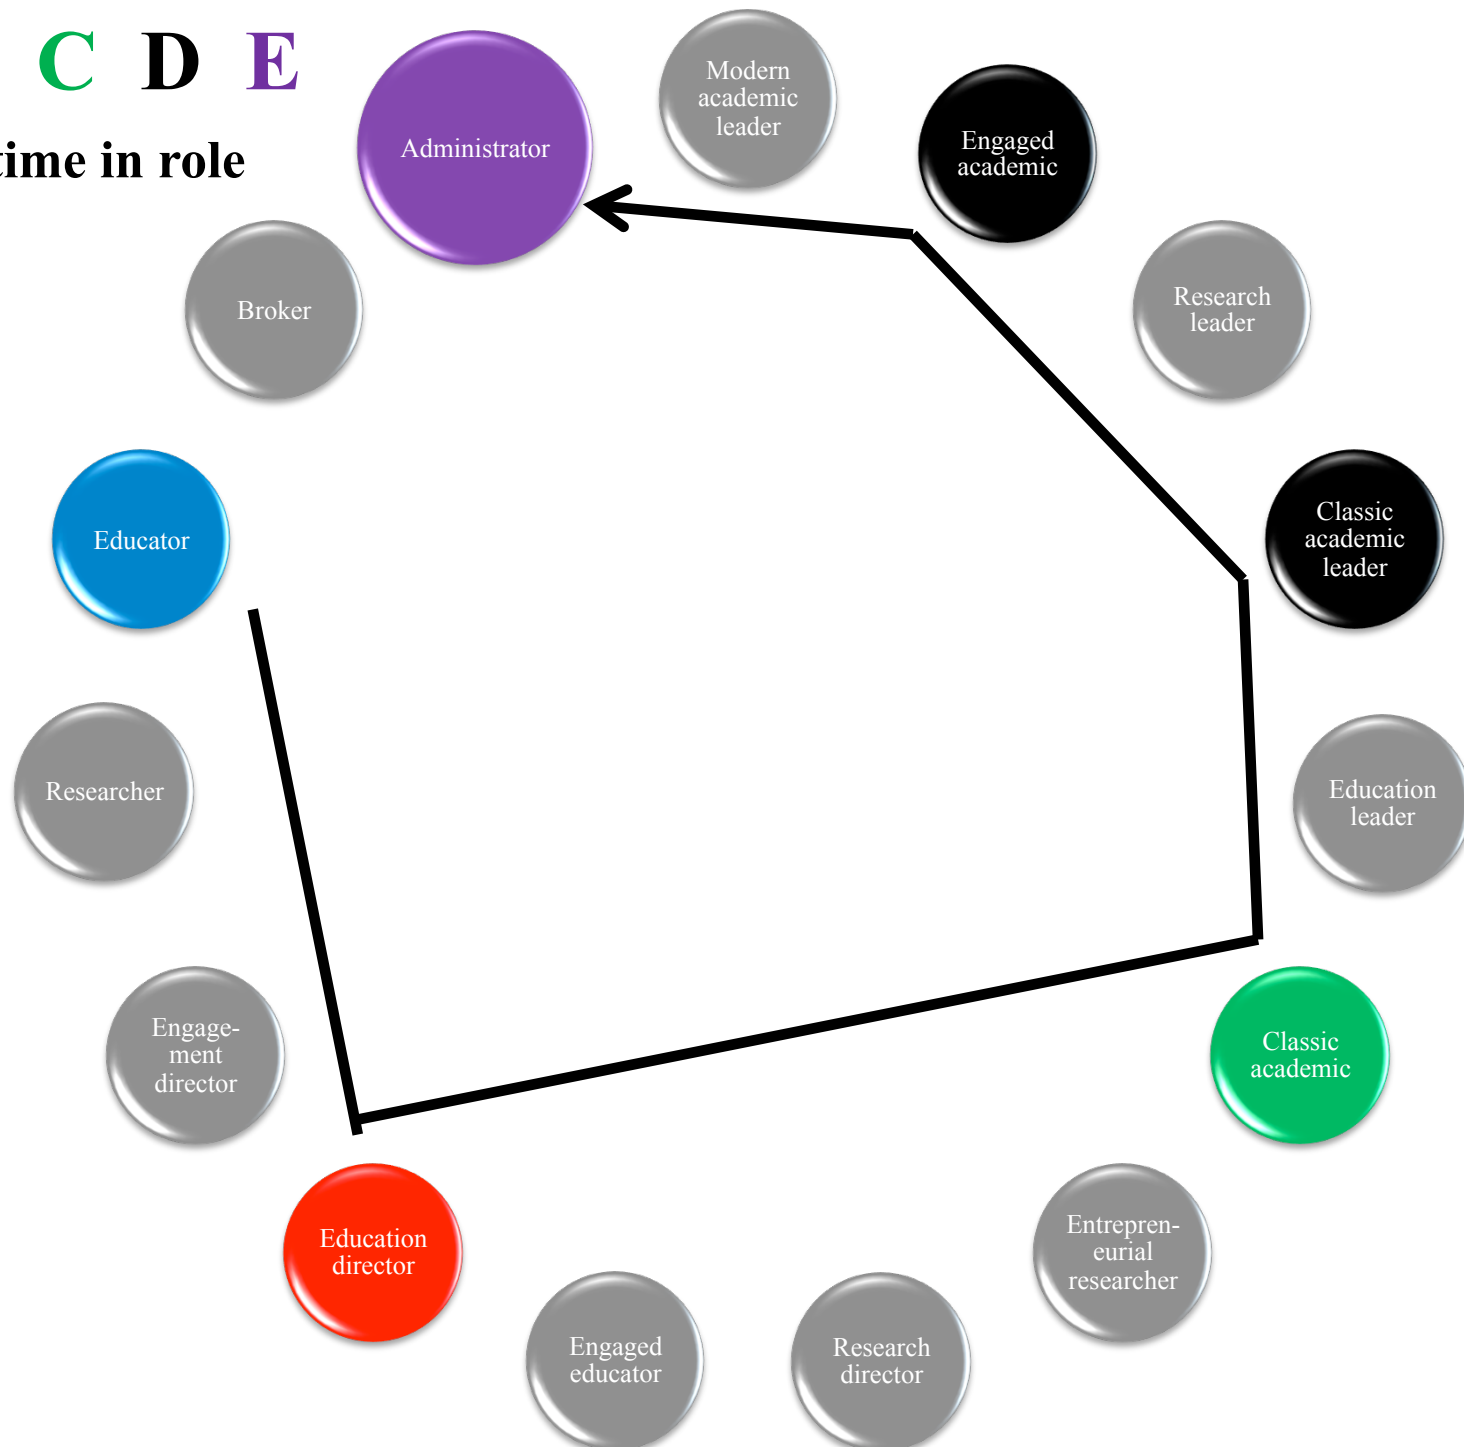 C D E
time in role
Administrator
Modern
academic
leader
Engaged
academic
Research
leader
Classic
academic
leader
Education
leader
Classic
academic
Entrepren-
eurial
researcher
Research
director
Engaged
educator
Education
director
Engage-
ment
director
Researcher
Educator
Broker